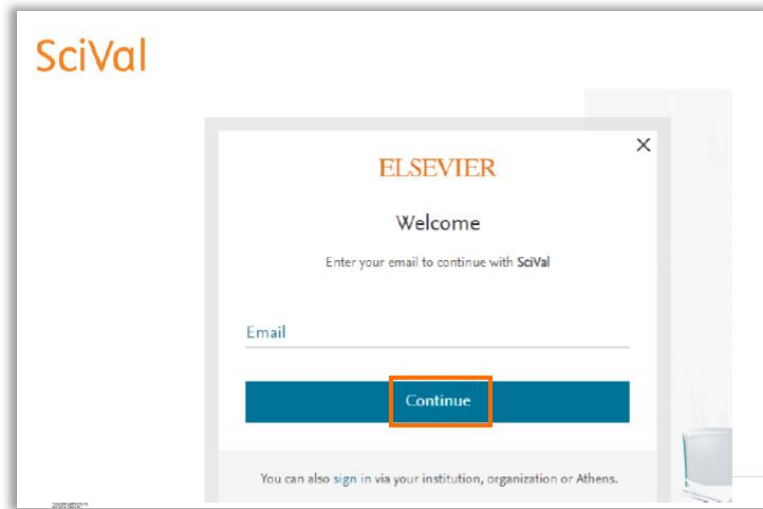 SciVal
ELSEVIER
Welcome
Enter your email to continue with SciVal
Email
Continue
You can also sign in via your institution, organization or Athens.